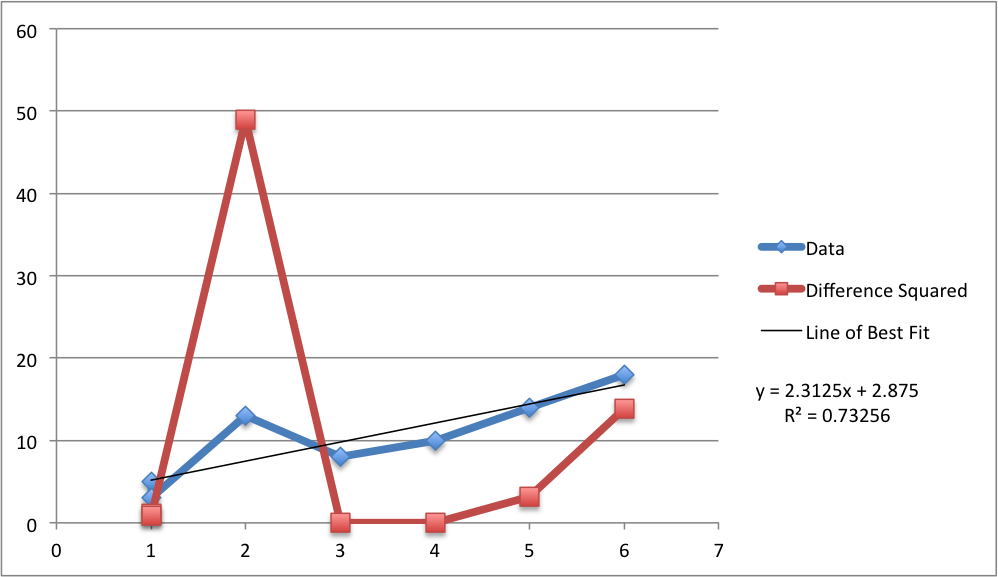 60
50
40
30
20
10
0
0 1 2 3 4 5 6 7
Data
Difference Squared
Line of Best Fit
y = 2.3125x + 2.875
R² = 0.73256